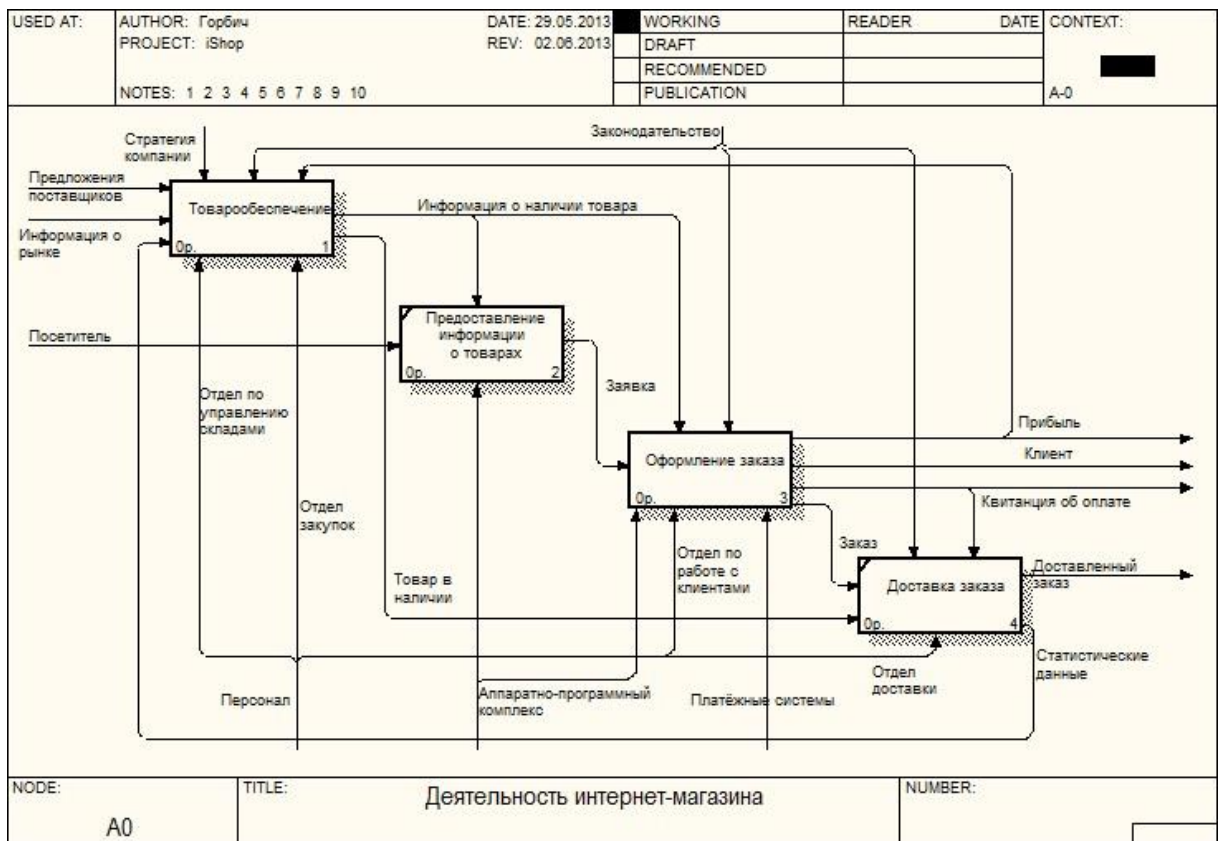 USED AT:
AUTHOR: Горбич
DATE: 29.05.2013
WORKING
READER
DATE
CONTEXT:
PROJECT: iShop
REV: 02.06.2013
DRAFT
RECOMMENDED
NOTES: 1 2 3 4 5 6 7 8 9 10
PUBLICATION
A-0
Стратегия
компании
Законодательство
Предложения
поставщиков
Товарообеспечение
0р.
1
Информация о наличии товара
Информация о
рынке
Посетитель
Предоставление
информации
о товарах
0р.
2
Отдел по
управлению
складами
Заявка
Прибыль
Оформление заказа
0р.
3
Клиент
Квитанция об оплате
Отдел
закупок
Отдел по
работе с
клиентами
Заказ
Товар в
наличии
Доставка заказа
0р.
4
Доставленный
заказ
Статистические
данные
Отдел
доставки
Персонал
Аппаратно-программный
комплекс
Платёжные системы
NODE:
A0
TITLE:
Деятельность интернет-магазина
NUMBER: